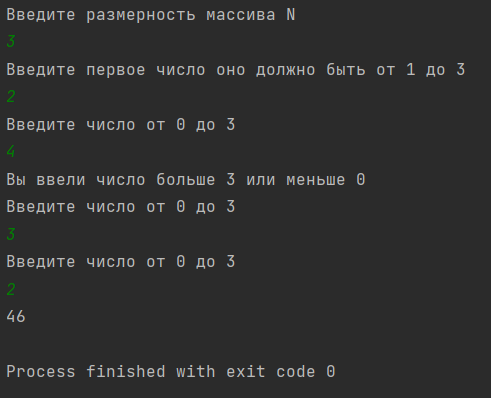 Введите размерность массива N
3
Введите первое число оно должно быть от 1 до 3
2
Введите число от 0 до 3
4
Вы ввели число больше 3 или меньше 0
Введите число от 0 до 3
3
Введите число от 0 до 3
2
46
Process finished with exit code 0